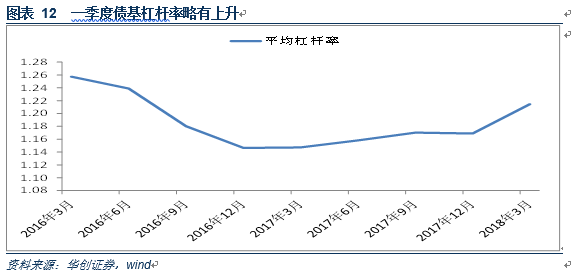 图表 12 一季度债基杠杆率略有上升
平均杠杆率
1.28
1.26
1.24
1.22
1.20
1.18
1.16
1.14
1.12
1.10
1.08
2016年3月
2016年6月
2016年9月
2016年12月
2017年3月
2017年6月
2017年9月
2017年12月
2018年3月
资料来源：华创证券，wind